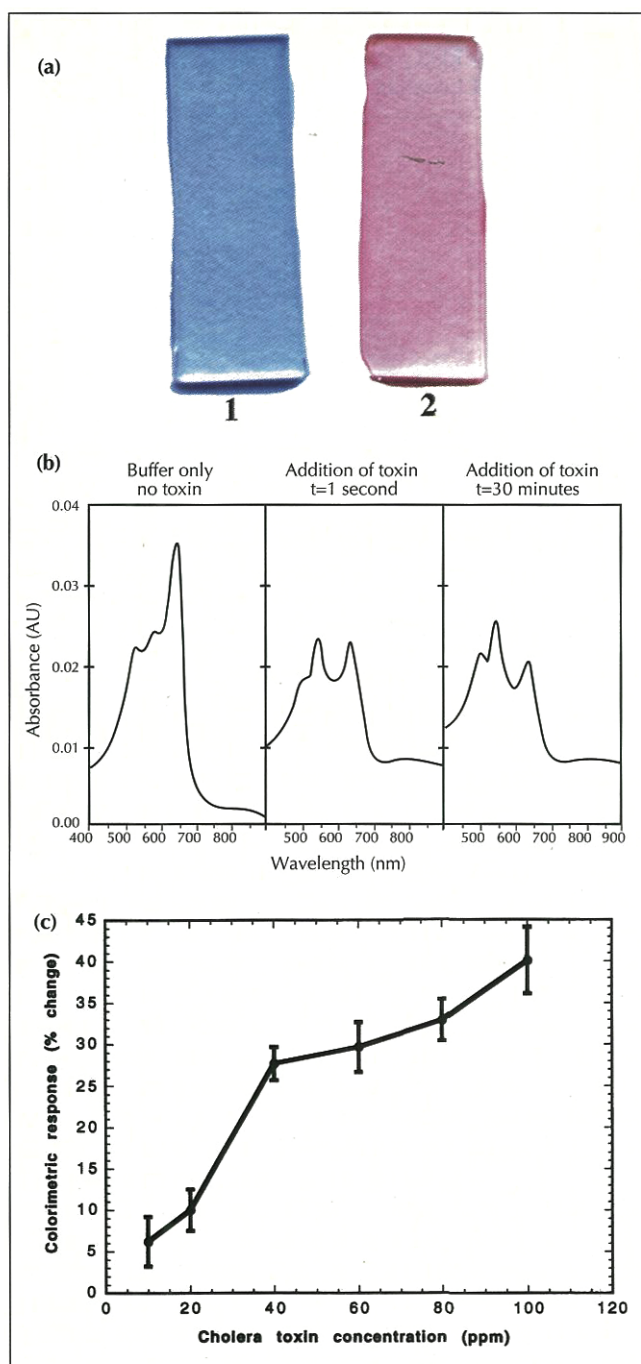 (a)
1
2
(b)
Buffer only
no toxin
Addition of toxin
t=1 second
Addition of toxin
t=30 minutes
0.04
0.03
0.02
0.01
0.00
Absorbance (AU)
400 500 600 700 800
500 600 700 800
500 600 700 800 900
Wavelength (nm)
(c)
45
40
35
30
25
20
15
10
5
0
Colorimetric response (% change)
0 20 40 60 80 100 120
Cholera toxin concentration (ppm)